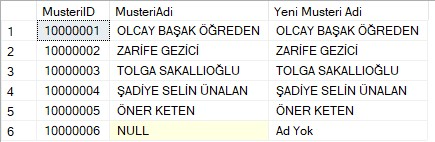 MusteriID MusteriAdi Yeni Musteri Adi
1 10000001 OLCAY BAŞAK ÖĞREDEN OLCAY BAŞAK ÖĞREDEN
2 10000002 ZARİFE GEZİCİ ZARİFE GEZİCİ
3 10000003 TOLGA SAKALLIOĞLU TOLGA SAKALLIOĞLU
4 10000004 ŞADİYE SELİN ÜNALAN ŞADİYE SELİN ÜNALAN
5 10000005 ÖNER KETEN ÖNER KETEN
6 10000006 NULL Ad Yok